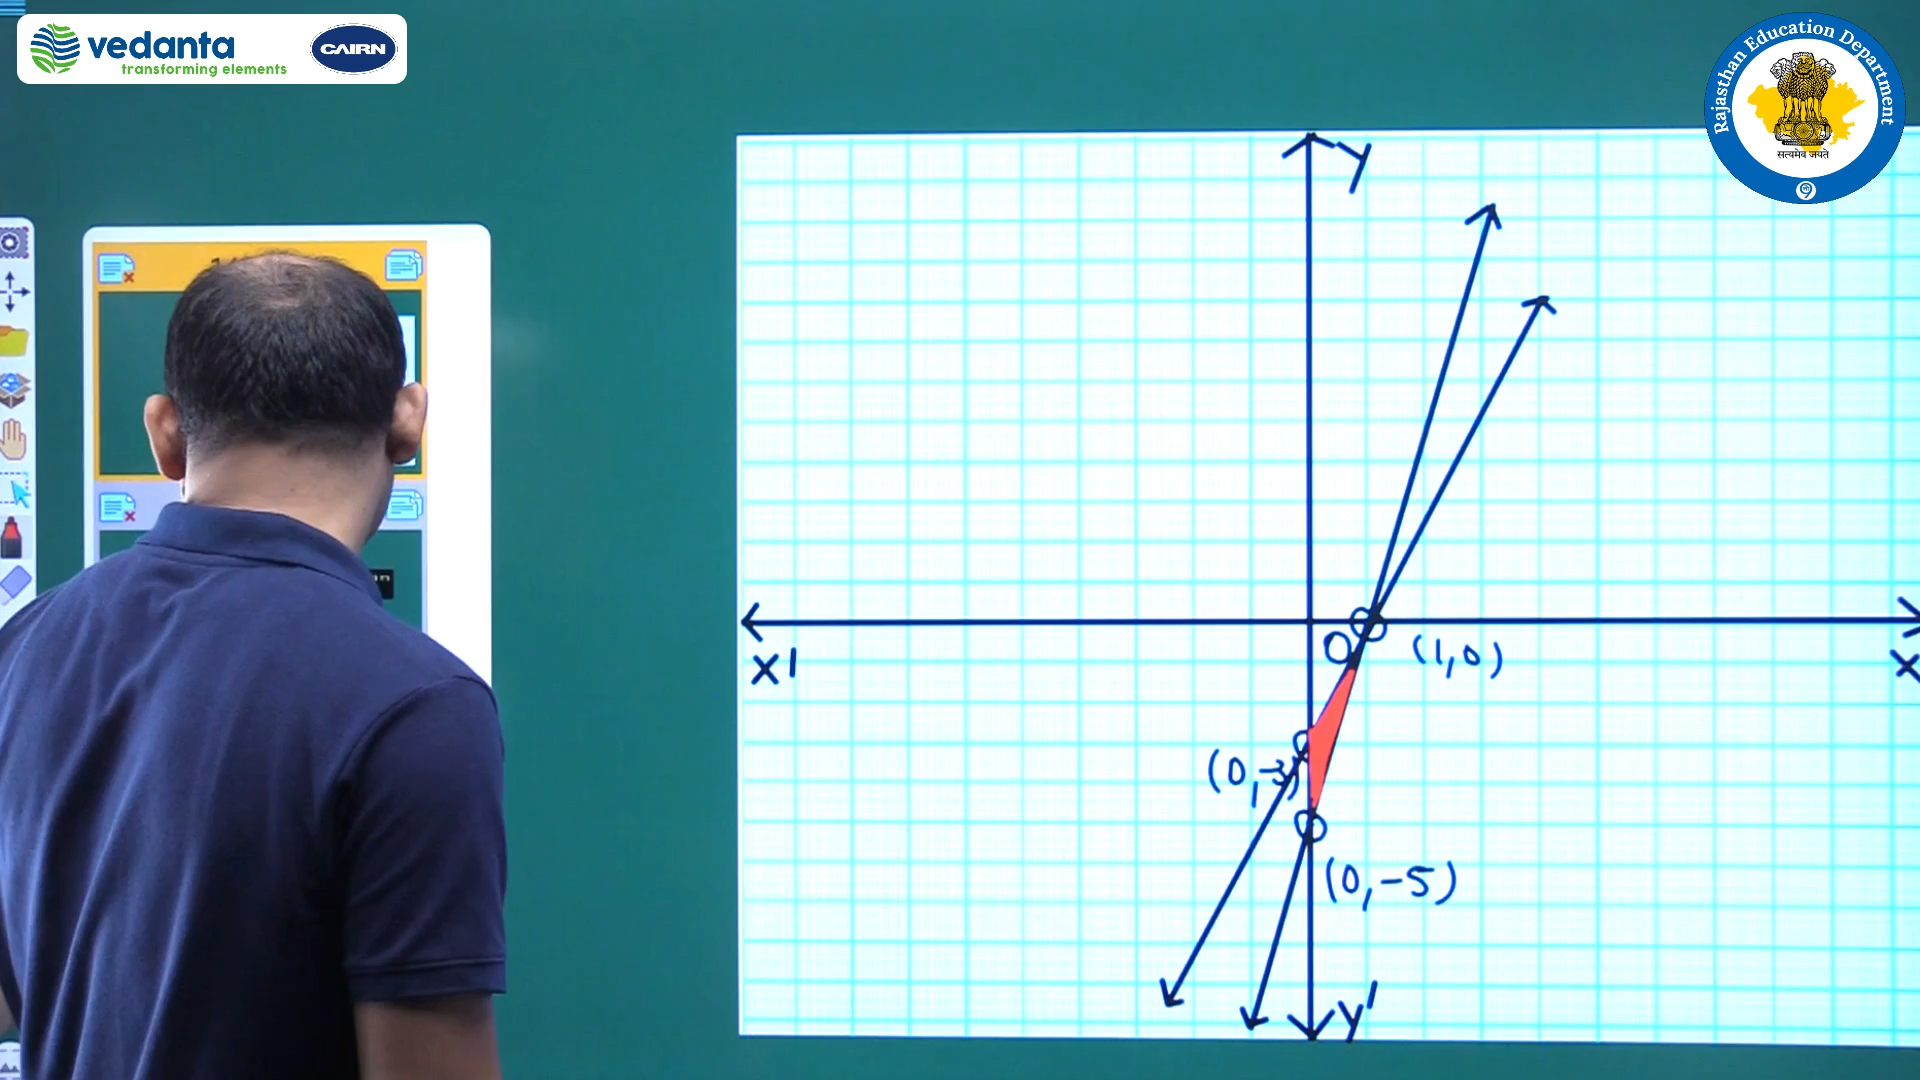 vedanta
transforming elements
CAIRN
Rajasthan Education Department
सत्यमेव जयते
Y
X'
X
O
(1,0)
(0,-3)
(0,-5)
Y'